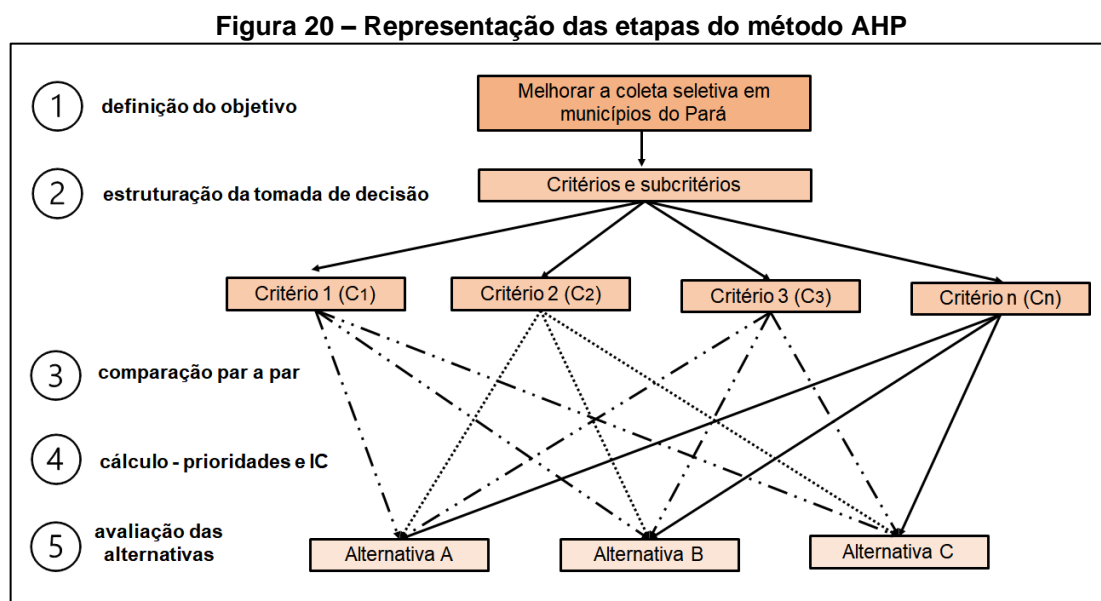 Figura 20 – Representação das etapas do método AHP
1 definição do objetivo
Melhorar a coleta seletiva em
municípios do Pará
2 estruturação da tomada de decisão
Critérios e subcritérios
Critério 1 (C1)
Critério 2 (C2)
Critério 3 (C3)
Critério n (Cn)
3 comparação par a par
4 cálculo - prioridades e IC
5 avaliação das
alternativas
Alternativa A
Alternativa B
Alternativa C